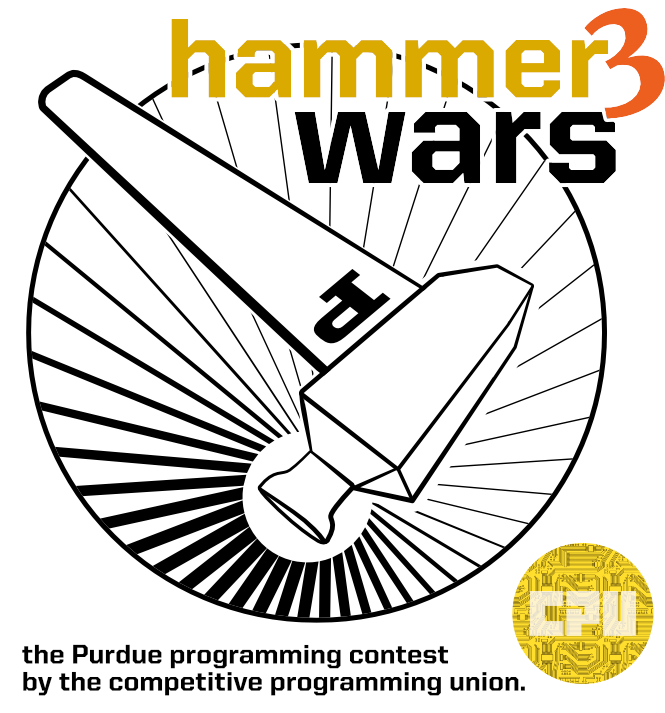 hammer3
wars
P
the Purdue programming contest
by the competitive programming union.
CPU